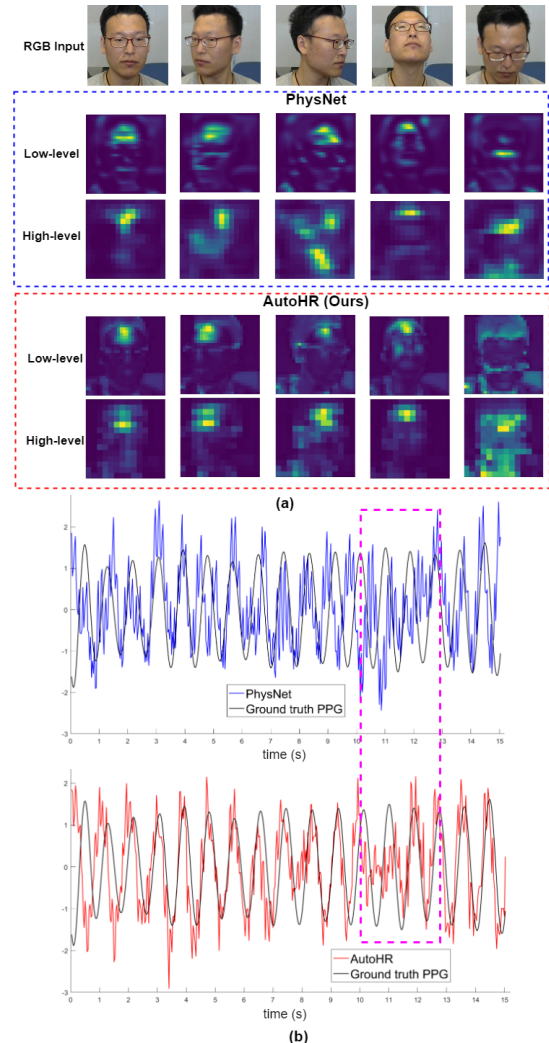 RGB Input
PhysNet
Low-level
High-level
AutoHR (Ours)
Low-level
High-level
(a)
2
1
0
-1
-2
-3
PhysNet
Ground truth PPG
0 1 2 3 4 5 6 7 8 9 10 11 12 13 14 15
time (s)
2
1
0
-1
-2
-3
AutoHR
Ground truth PPG
0 1 2 3 4 5 6 7 8 9 10 11 12 13 14 15
time (s)
(b)